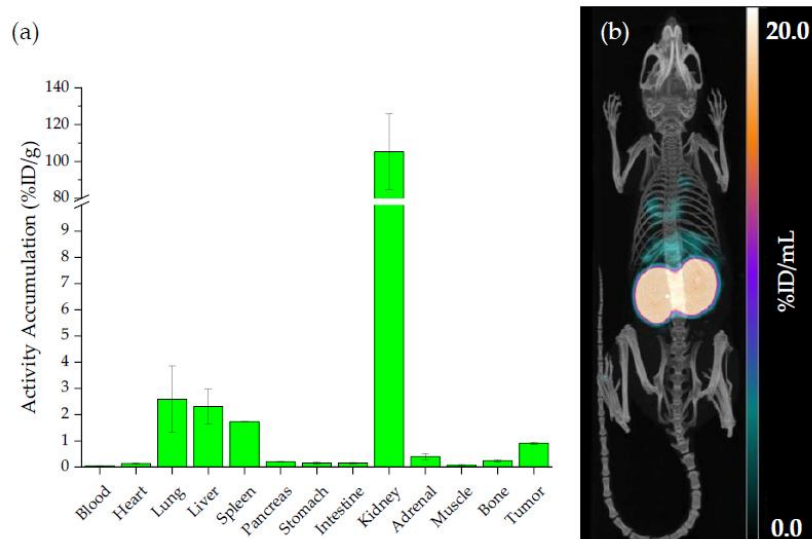 (a)
Activity Accumulation (%ID/g)
140
120
100
80
9
8
7
6
5
4
3
2
1
0
Blood
Heart
Lung
Liver
Spleen
Pancreas
Stomach
Intestine
Kidney
Adrenal
Muscle
Bone
Tumor
(b)
20.0
%ID/mL
0.0